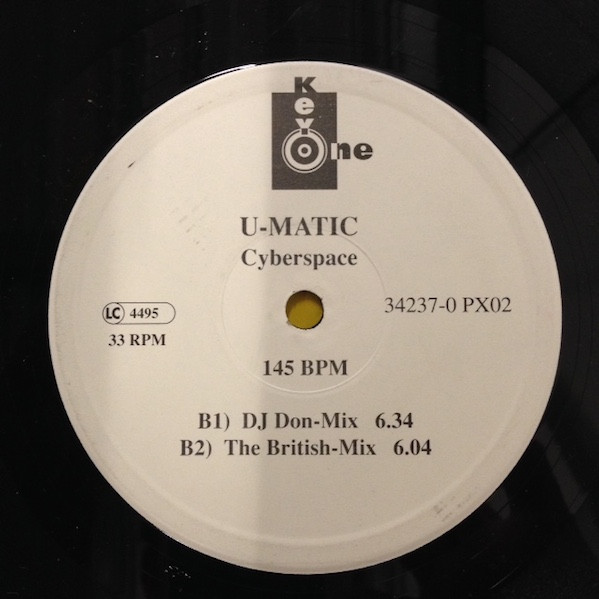 Key
One
U-MATIC
Cyberspace
LC 4495
34237-0 PX02
33 RPM
145 BPM
B1) DJ Don-Mix 6.34
B2) The British-Mix 6.04